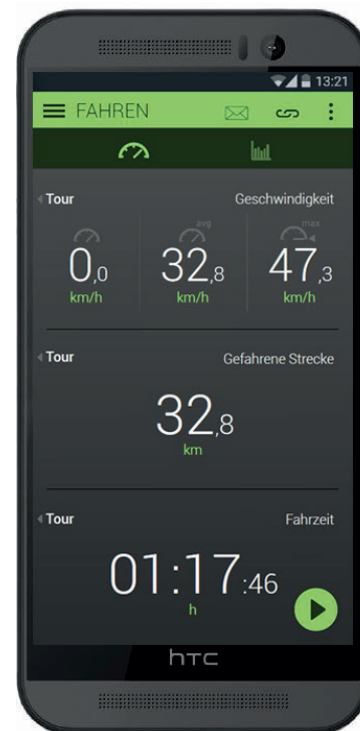 13:21
FAHREN
Tour Geschwindigkeit
avg max
0,0 32,8 47,3
km/h km/h km/h
Tour Gefahrene Strecke
32,8
km
Tour Fahrzeit
01:17:46
h
hTC